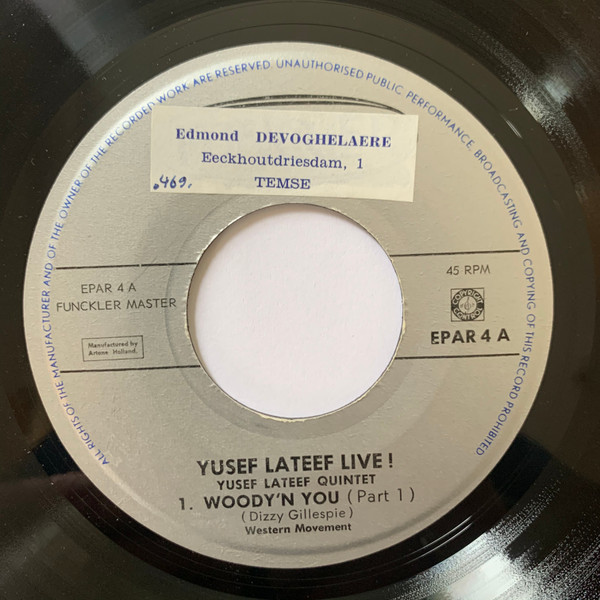 ALL RIGHTS OF THE MANUFACTURER AND OF THE OWNER OF THE RECORDED WORK ARE RESERVED. UNAUTHORISED PUBLIC PERFORMANCE, BROADCASTING AND COPYING OF THIS RECORD PROHIBITED
Edmond DEVOGHELAERE
Eeckhoutdriesdam, 1
.469. TEMSE
EPAR 4 A
FUNCKLER MASTER
Manufactured by
Artone Holland.
45 RPM
COPYRIGHT
CONTROL
EPAR 4 A
YUSEF LATEEF LIVE!
YUSEF LATEEF QUINTET
1. WOODY'N YOU (Part 1)
(Dizzy Gillespie)
Western Movement